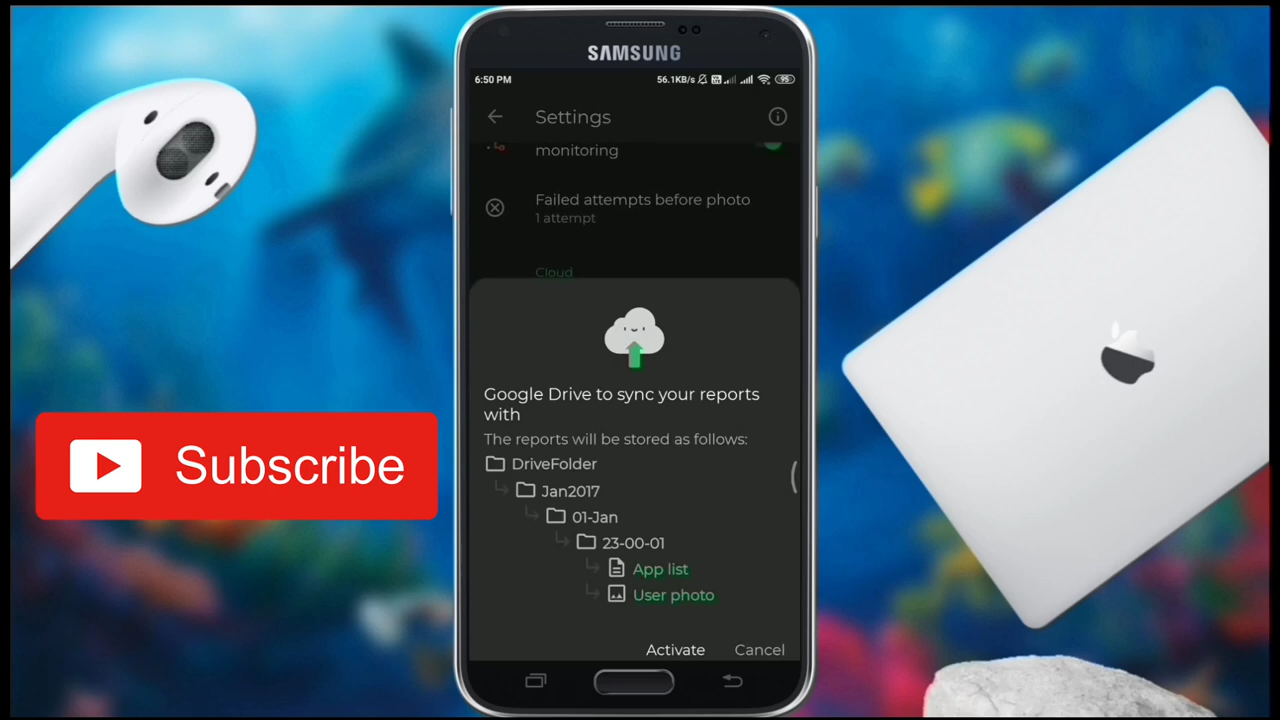 SAMSUNG
6:50 PM
56.1KB/s
95
Settings
monitoring
Failed attempts before photo
1 attempt
Cloud
Google Drive to sync your reports
with
The reports will be stored as follows:
DriveFolder
Jan2017
01-Jan
23-00-01
App list
User photo
Activate Cancel
Subscribe